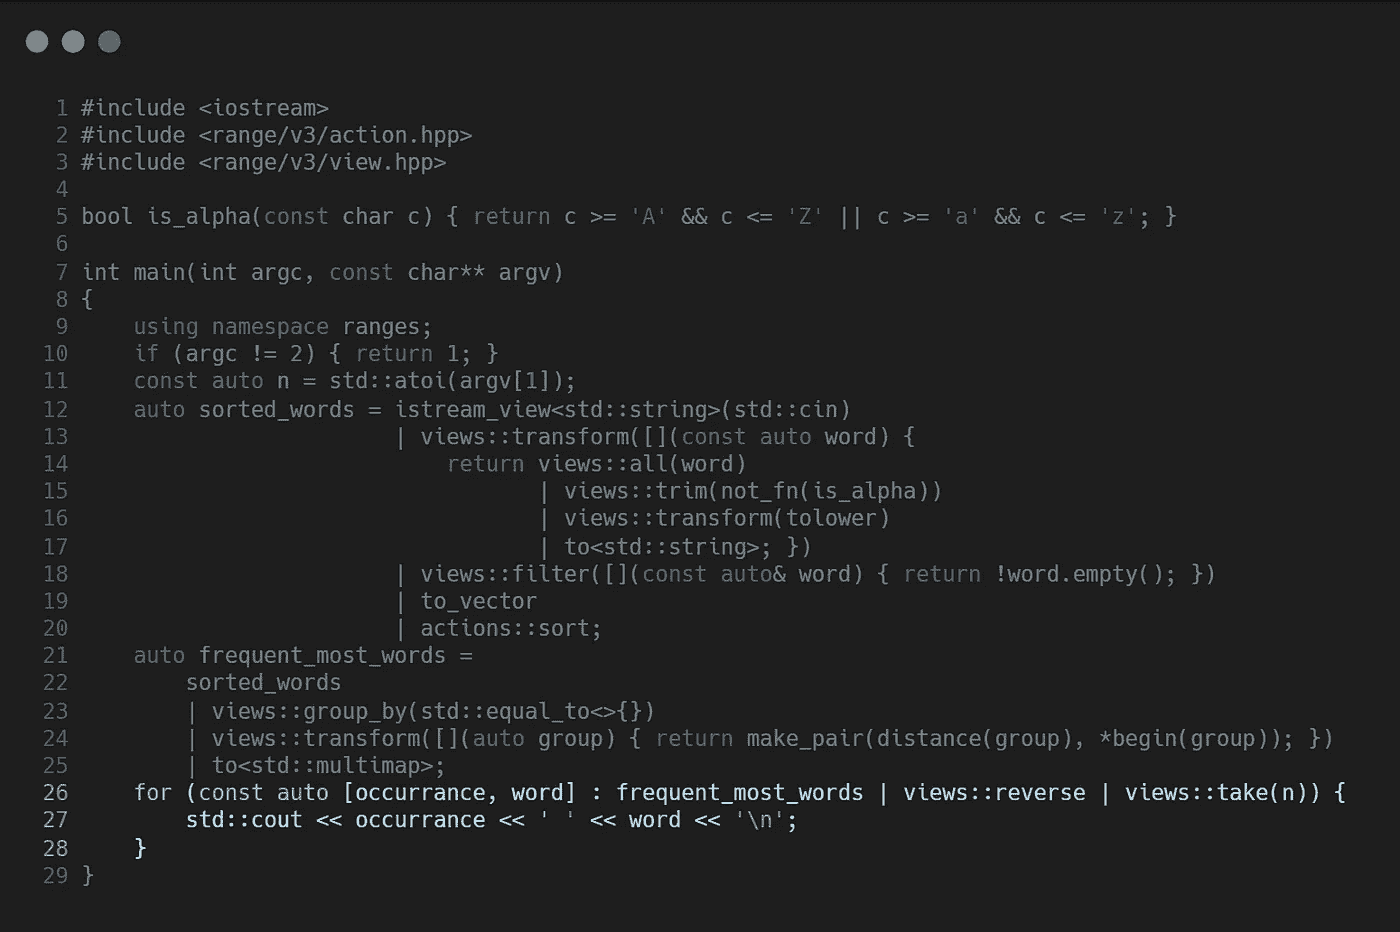 1 #include <iostream>
2 #include <range/v3/action.hpp>
3 #include <range/v3/view.hpp>
4
5 bool is_alpha(const char c) { return c >= 'A' && c <= 'Z' || c >= 'a' && c <= 'z'; }
6
7 int main(int argc, const char** argv)
8 {
9     using namespace ranges;
10     if (argc != 2) { return 1; }
11     const auto n = std::atoi(argv[1]);
12     auto sorted_words = istream_view<std::string>(std::cin)
13                         | views::transform([](const auto word) {
14                             return views::all(word)
15                                    | views::trim(not_fn(is_alpha))
16                                    | views::transform(tolower)
17                                    | to<std::string>; })
18                         | views::filter([](const auto& word) { return !word.empty(); })
19                         | to_vector
20                         | actions::sort;
21     auto frequent_most_words =
22         sorted_words
23         | views::group_by(std::equal_to<>{})
24         | views::transform([](auto group) { return make_pair(distance(group), *begin(group)); })
25         | to<std::multimap>;
26     for (const auto [occurrance, word] : frequent_most_words | views::reverse | views::take(n)) {
27         std::cout << occurrance << ' ' << word << '\n';
28     }
29 }